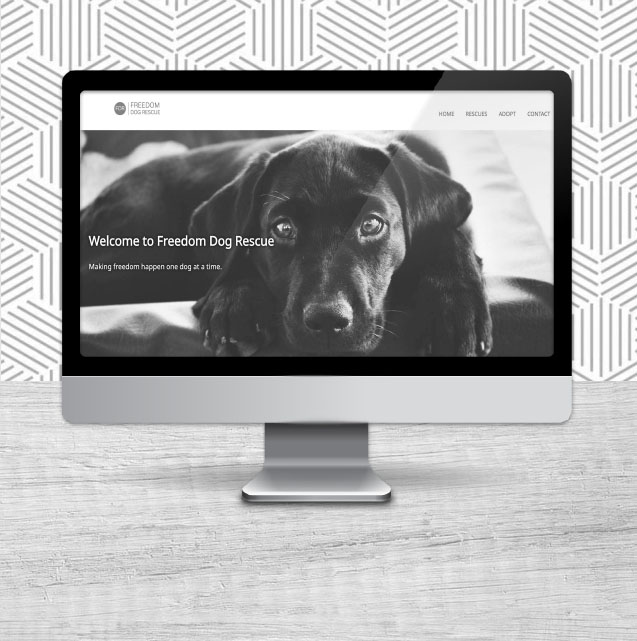 FREEDOM
DOG RESCUE
HOME RESCUES ADOPT CONTACT
Welcome to Freedom Dog Rescue
Making freedom happen one dog at a time.